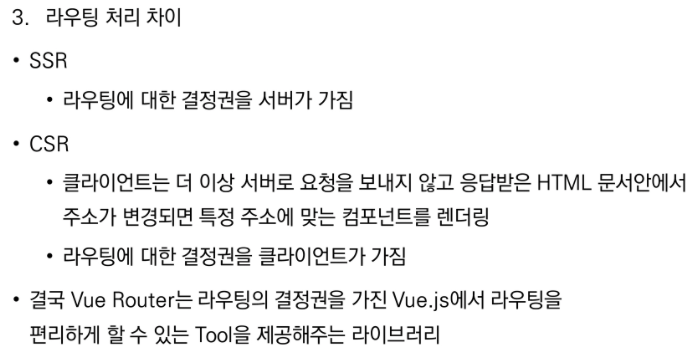 3. 라우팅 처리 차이
• SSR
• 라우팅에 대한 결정권을 서버가 가짐
• CSR
• 클라이언트는 더 이상 서버로 요청을 보내지 않고 응답받은 HTML 문서안에서
주소가 변경되면 특정 주소에 맞는 컴포넌트를 렌더링
• 라우팅에 대한 결정권을 클라이언트가 가짐
• 결국 Vue Router는 라우팅의 결정권을 가진 Vue.js에서 라우팅을
편리하게 할 수 있는 Tool을 제공해주는 라이브러리